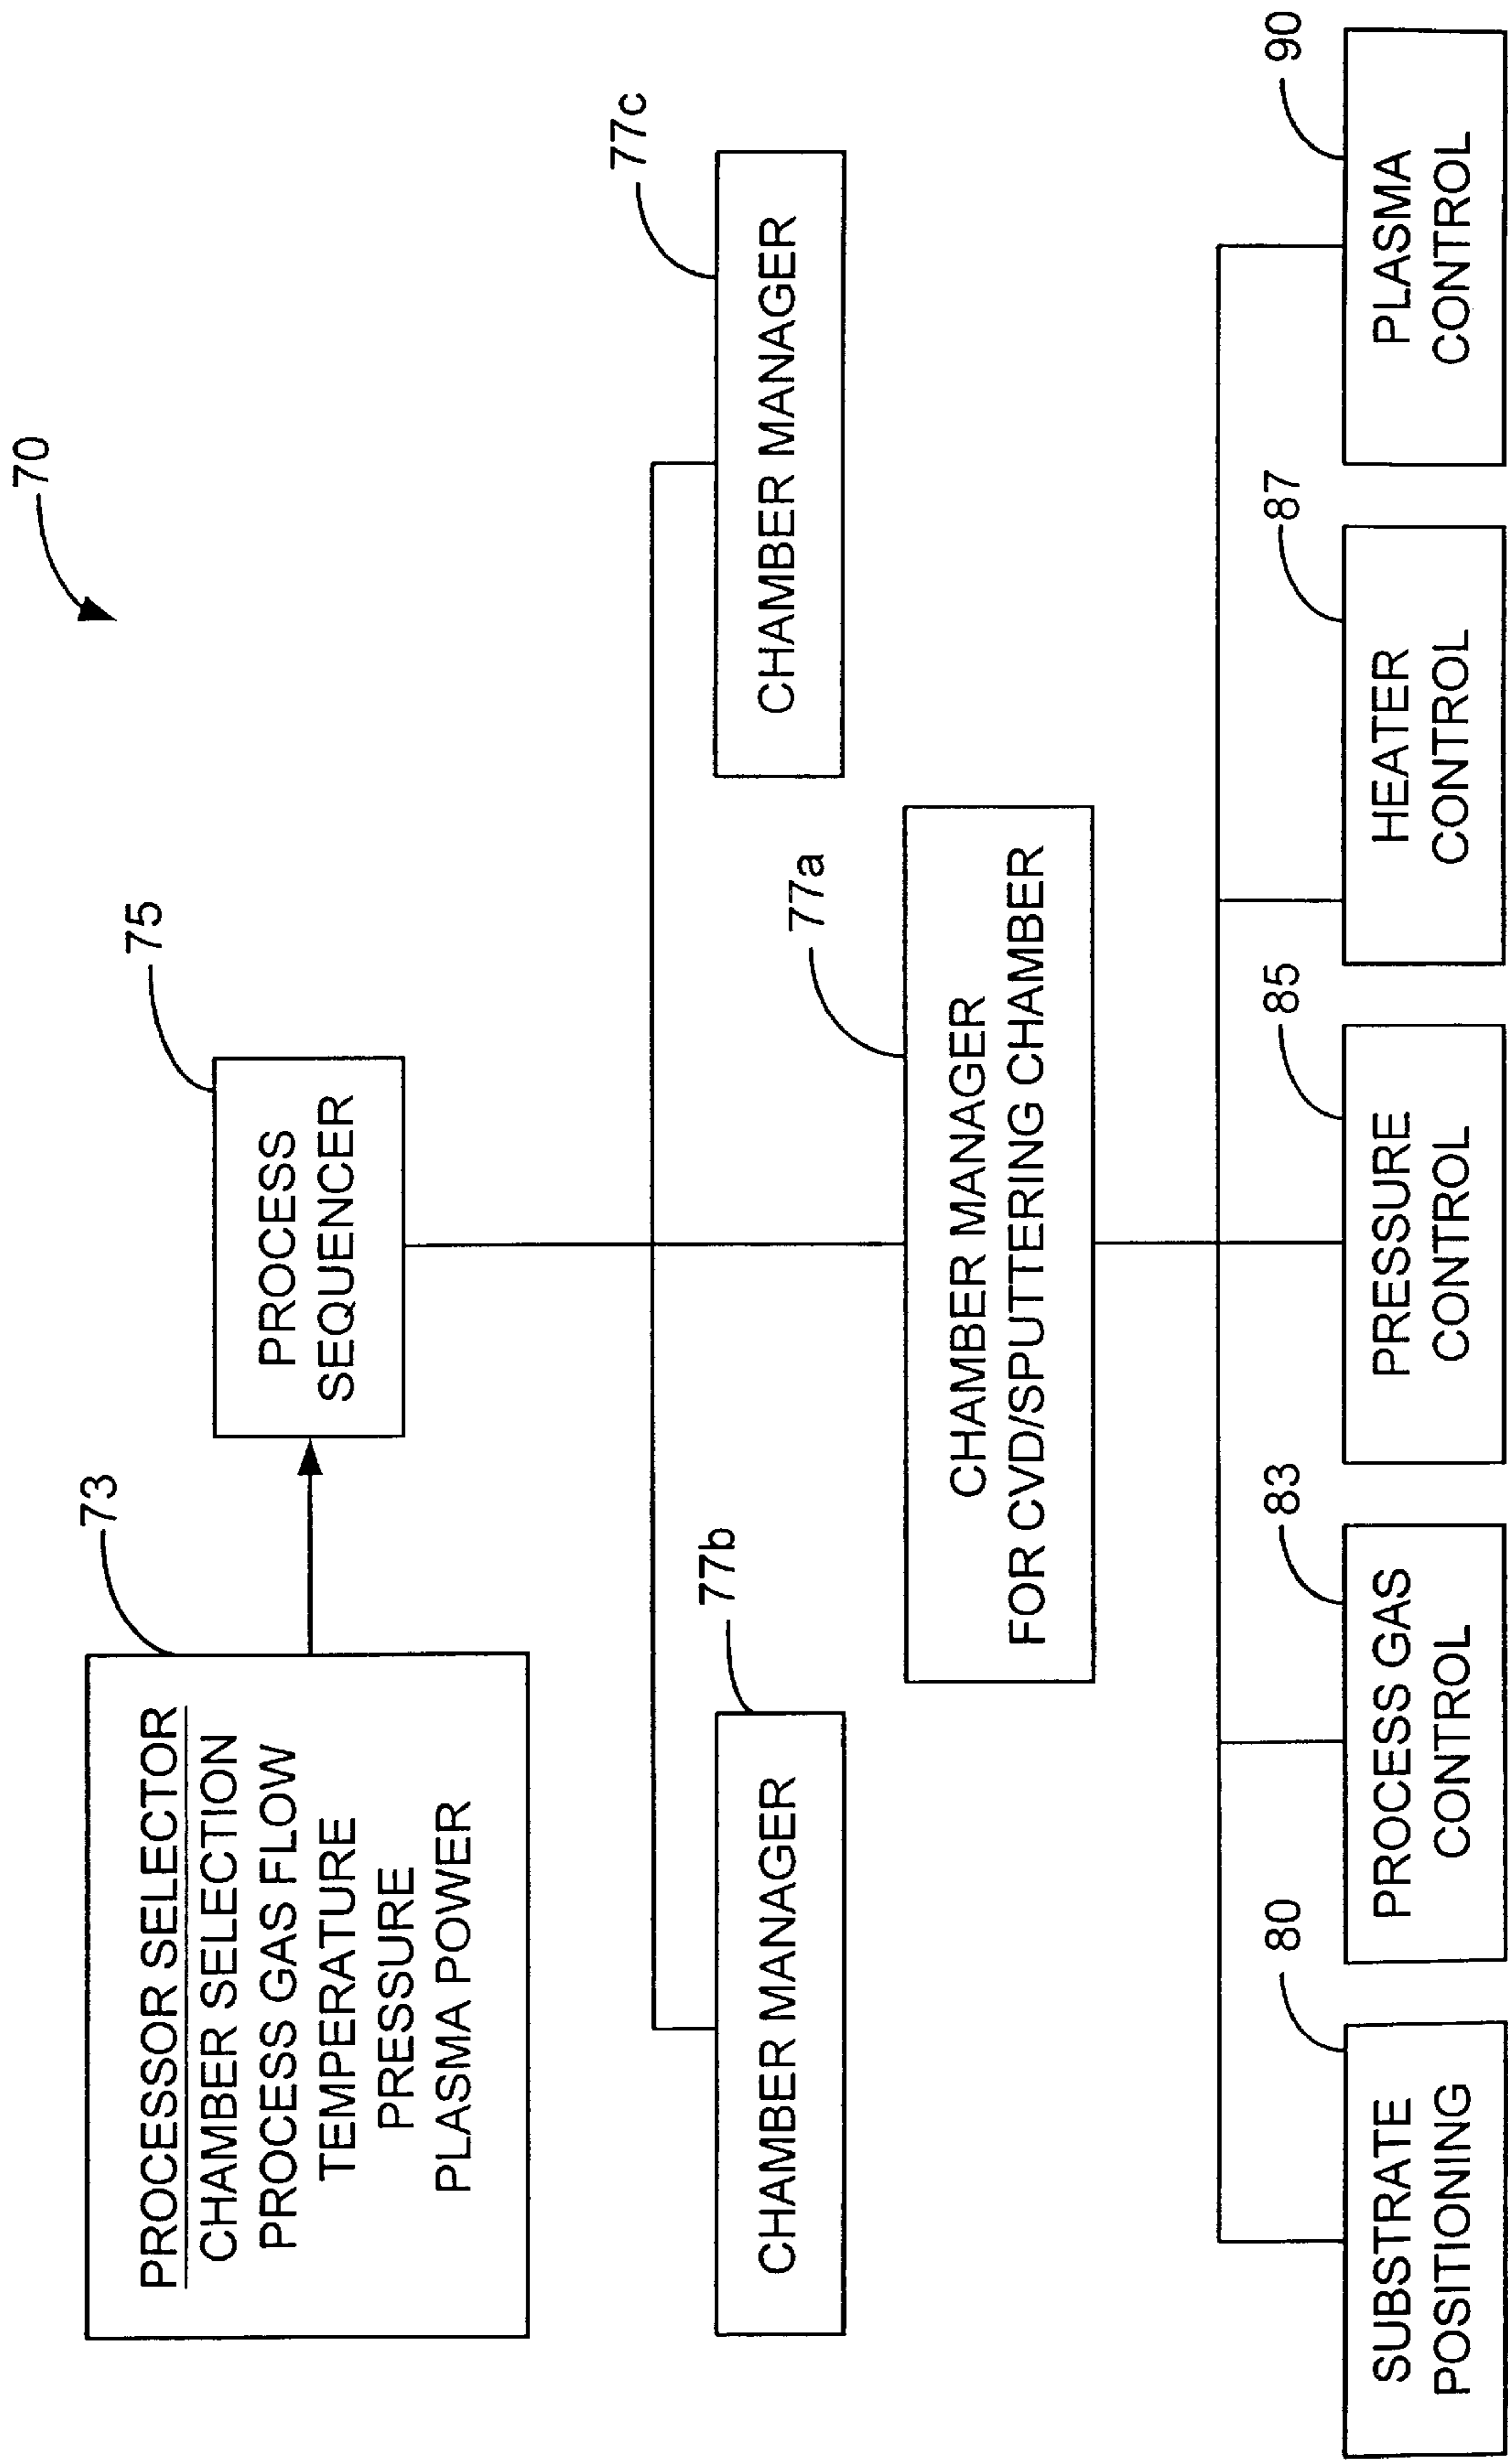 70
73
PROCESSOR SELECTOR
CHAMBER SELECTION
PROCESS GAS FLOW
TEMPERATURE
PRESSURE
PLASMA POWER
75
PROCESS
SEQUENCER
77b
CHAMBER MANAGER
77c
CHAMBER MANAGER
77a
CHAMBER MANAGER
FOR CVD/SPUTTERING CHAMBER
80
SUBSTRATE
POSITIONING
83
PROCESS GAS
CONTROL
85
PRESSURE
CONTROL
87
HEATER
CONTROL
90
PLASMA
CONTROL